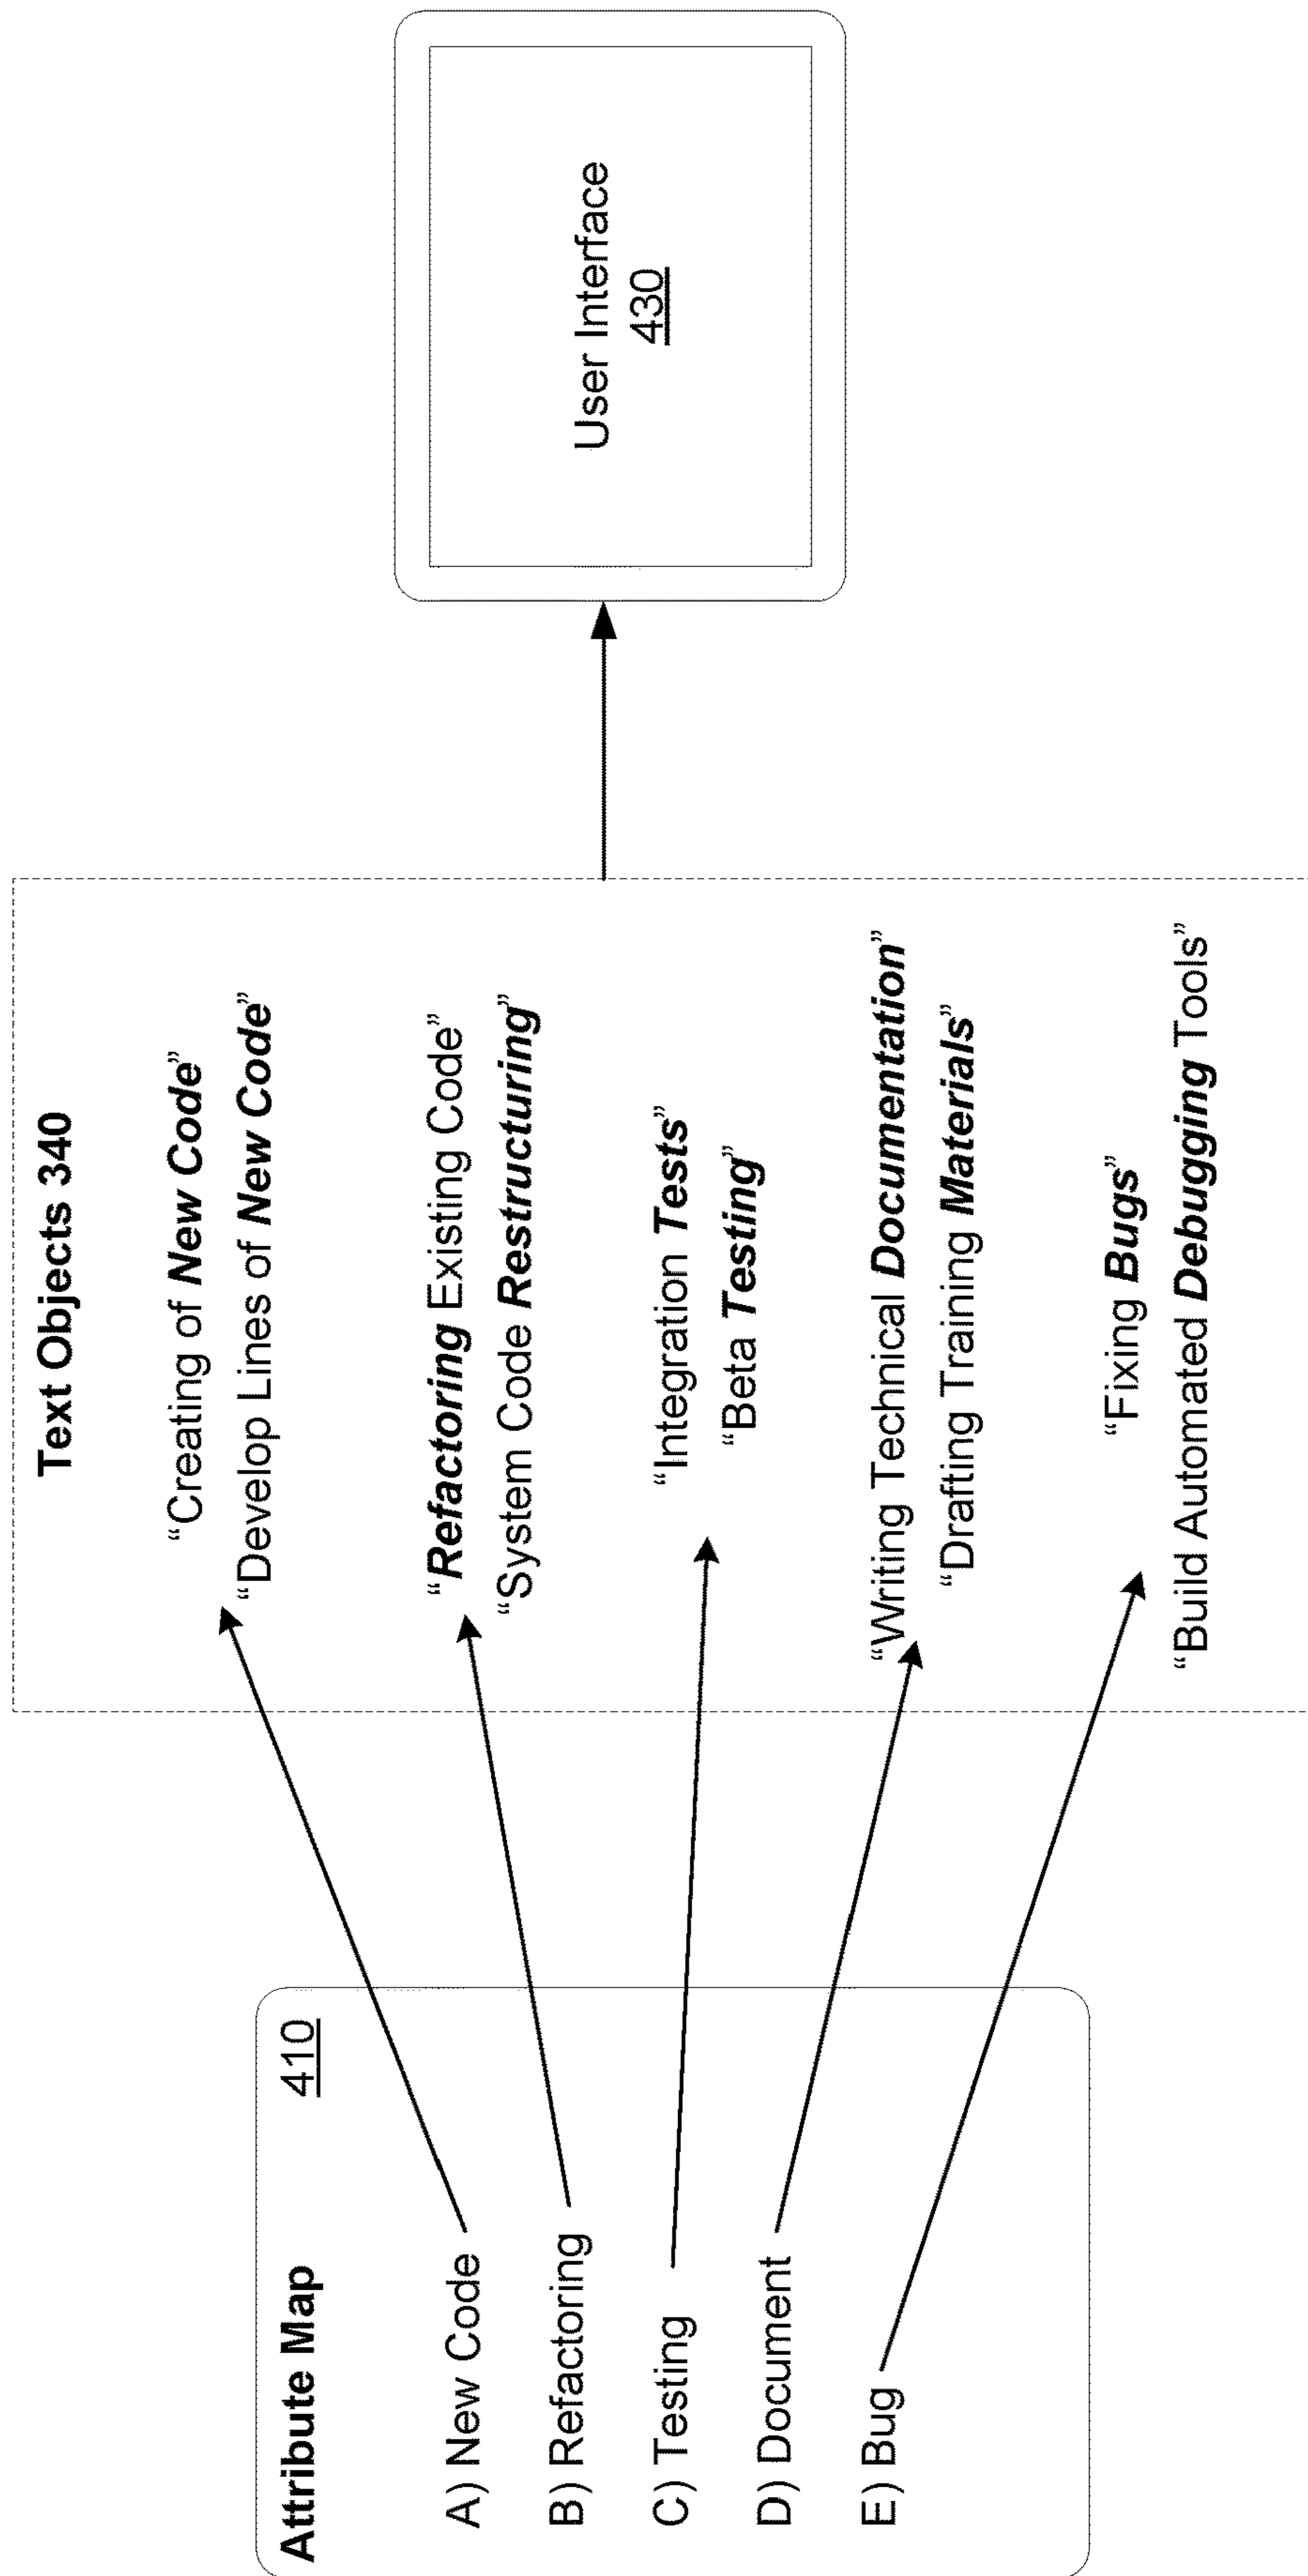 Attribute Map
410
A) New Code
B) Refactoring
C) Testing
D) Document
E) Bug
Text Objects 340
“Creating of New Code”
“Develop Lines of New Code”
“Refactoring Existing Code”
“System Code Restructuring”
“Integration Tests”
“Beta Testing”
“Writing Technical Documentation”
“Drafting Training Materials”
“Fixing Bugs”
“Build Automated Debugging Tools”
User Interface
430